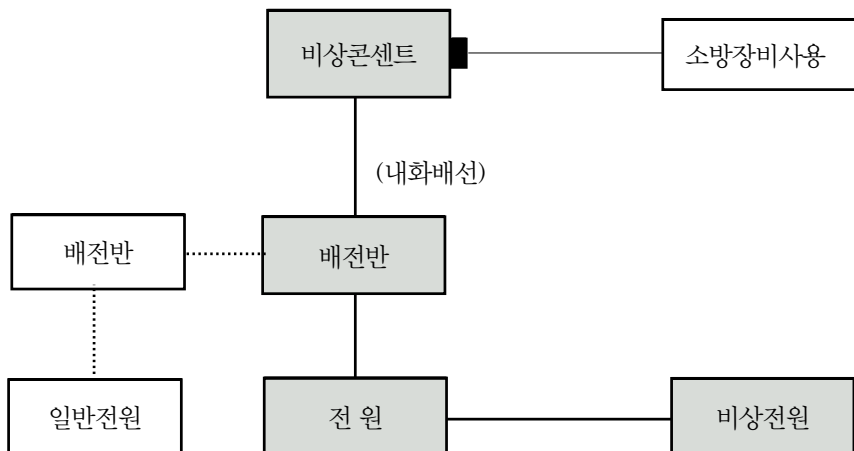 비상콘센트
소방장비사용
(내화배선)
배전반
배전반
일반전원
전 원
비상전원